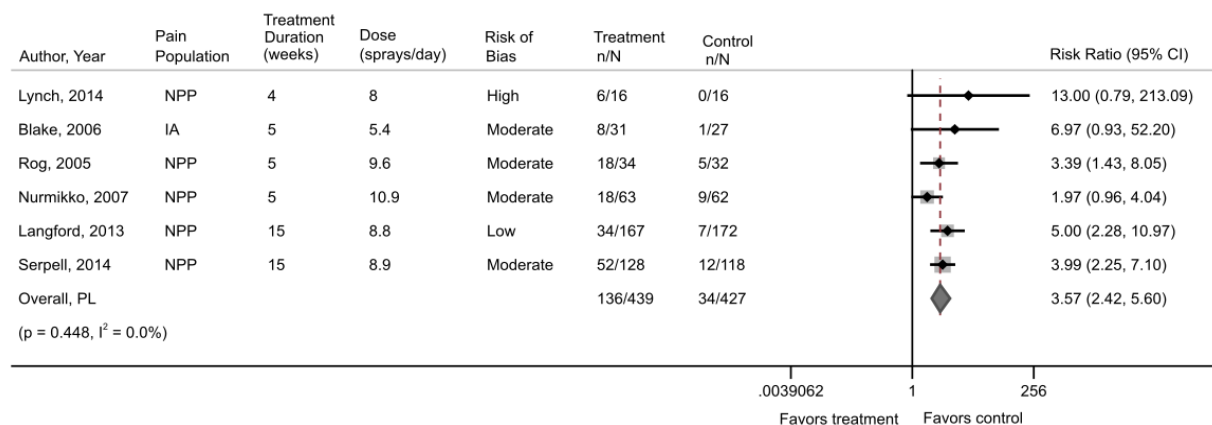 Author, Year Pain Population Treatment Duration (weeks) Dose (sprays/day) Risk of Bias Treatment n/N Control n/N Risk Ratio (95% CI)
Lynch, 2014 NPP 4 8 High 6/16 0/16 13.00 (0.79, 213.09)
Blake, 2006 IA 5 5.4 Moderate 8/31 1/27 6.97 (0.93, 52.20)
Rog, 2005 NPP 5 9.6 Moderate 18/34 5/32 3.39 (1.43, 8.05)
Nurmikko, 2007 NPP 5 10.9 Moderate 18/63 9/62 1.97 (0.96, 4.04)
Langford, 2013 NPP 15 8.8 Low 34/167 7/172 5.00 (2.28, 10.97)
Serpell, 2014 NPP 15 8.9 Moderate 52/128 12/118 3.99 (2.25, 7.10)
Overall, PL 136/439 34/427 3.57 (2.42, 5.60)
(p = 0.448, I² = 0.0%)
.0039062 1 256
Favors treatment Favors control